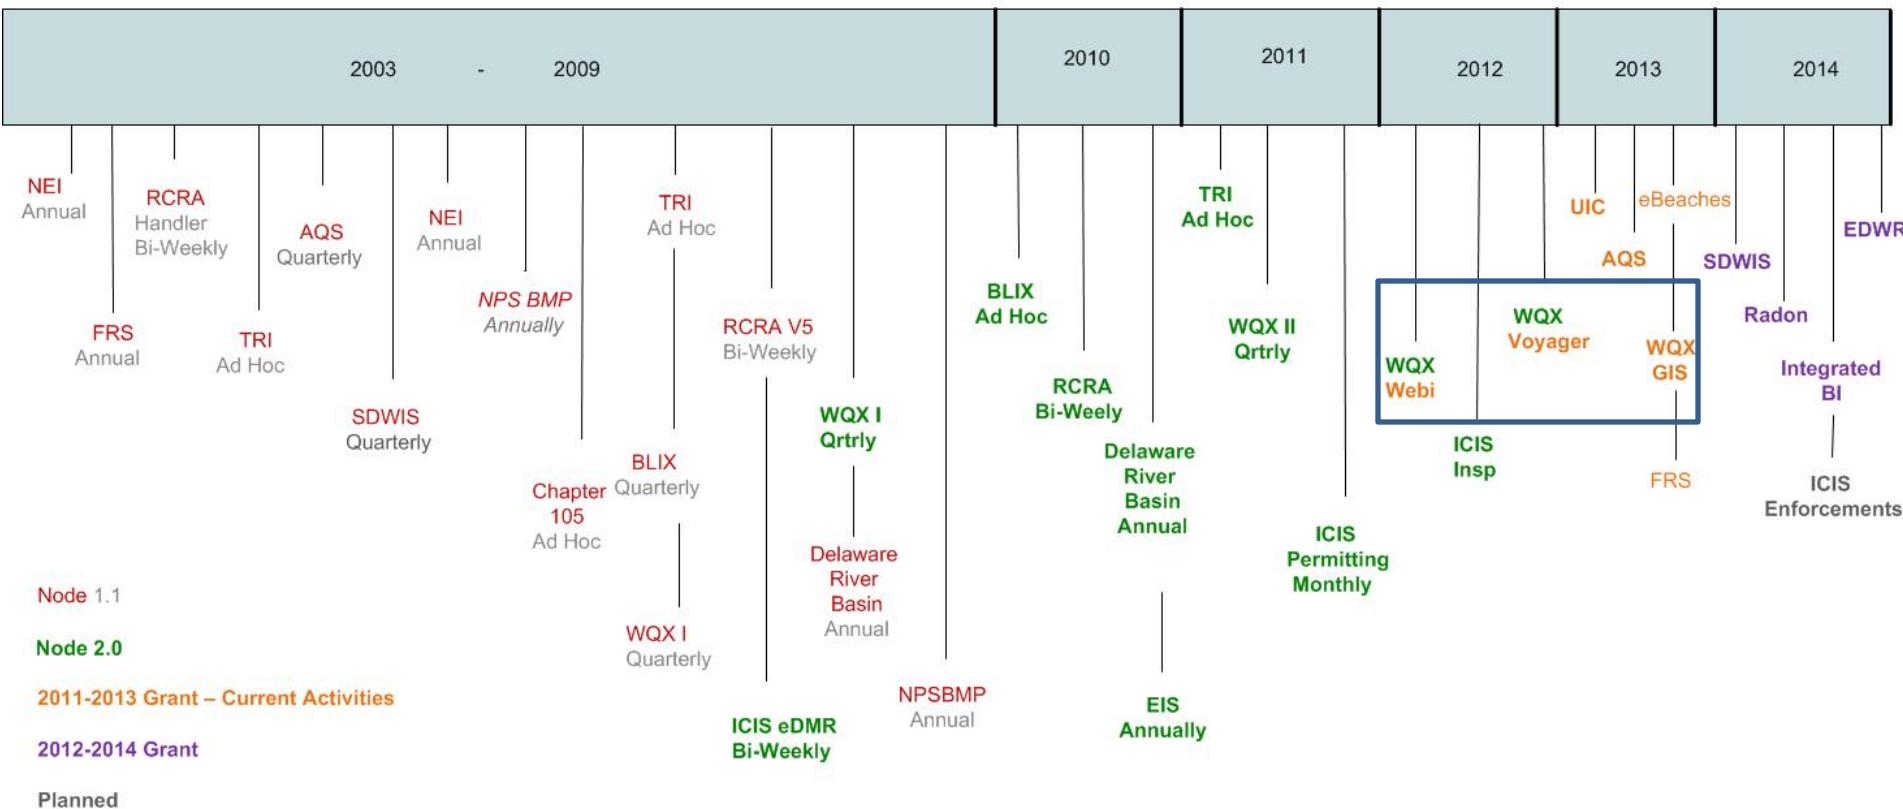 2003 - 2009
2010
2011
2012
2013
2014
NEI
Annual
FRS
Annual
RCRA
Handler
Bi-Weekly
TRI
Ad Hoc
AQS
Quarterly
SDWIS
Quarterly
NEI
Annual
NPS BMP
Annually
Chapter
105
Ad Hoc
TRI
Ad Hoc
BLIX
Quarterly
WQX I
Quarterly
RCRA V5
Bi-Weekly
ICIS eDMR
Bi-Weekly
WQX I
Qrtrly
Delaware
River
Basin
Annual
NPSBMP
Annual
BLIX
Ad Hoc
RCRA
Bi-Weely
Delaware
River
Basin
Annual
EIS
Annually
TRI
Ad Hoc
WQX II
Qrtrly
ICIS
Permitting
Monthly
WQX
Webi
ICIS
Insp
WQX
Voyager
UIC
AQS
eBeaches
WQX
GIS
FRS
SDWIS
Radon
Integrated
BI
ICIS
Enforcements
EDWR
Node 1.1
Node 2.0
2011-2013 Grant – Current Activities
2012-2014 Grant
Planned